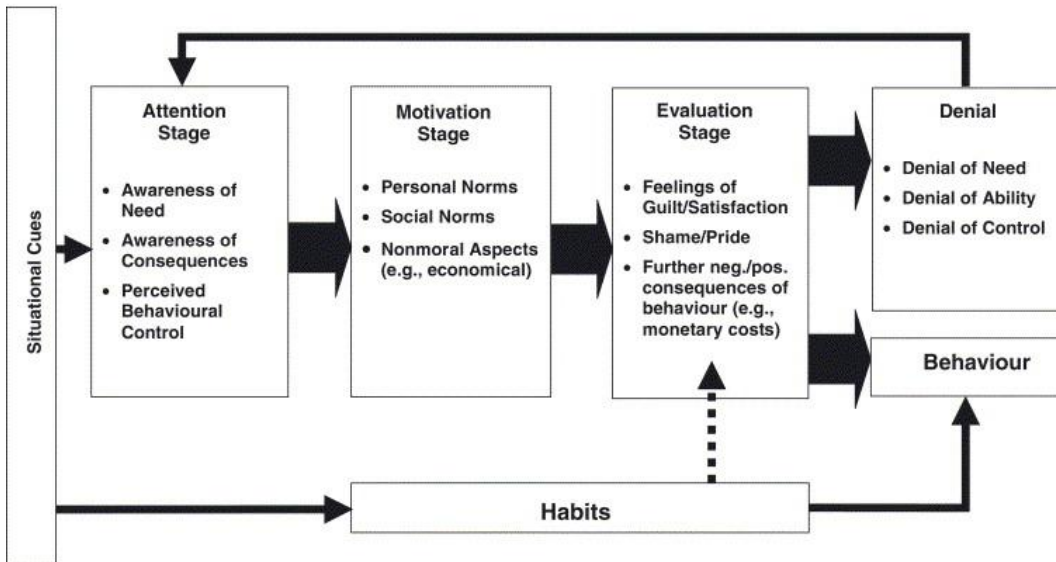 Situational Cues
Attention
Stage
• Awareness of
Need
• Awareness of
Consequences
• Perceived
Behavioural
Control
Motivation
Stage
• Personal Norms
• Social Norms
• Nonmoral Aspects
(e.g., economical)
Evaluation
Stage
• Feelings of
Guilt/Satisfaction
• Shame/Pride
• Further neg./pos.
consequences of
behaviour (e.g.,
monetary costs)
Denial
• Denial of Need
• Denial of Ability
• Denial of Control
Behaviour
Habits